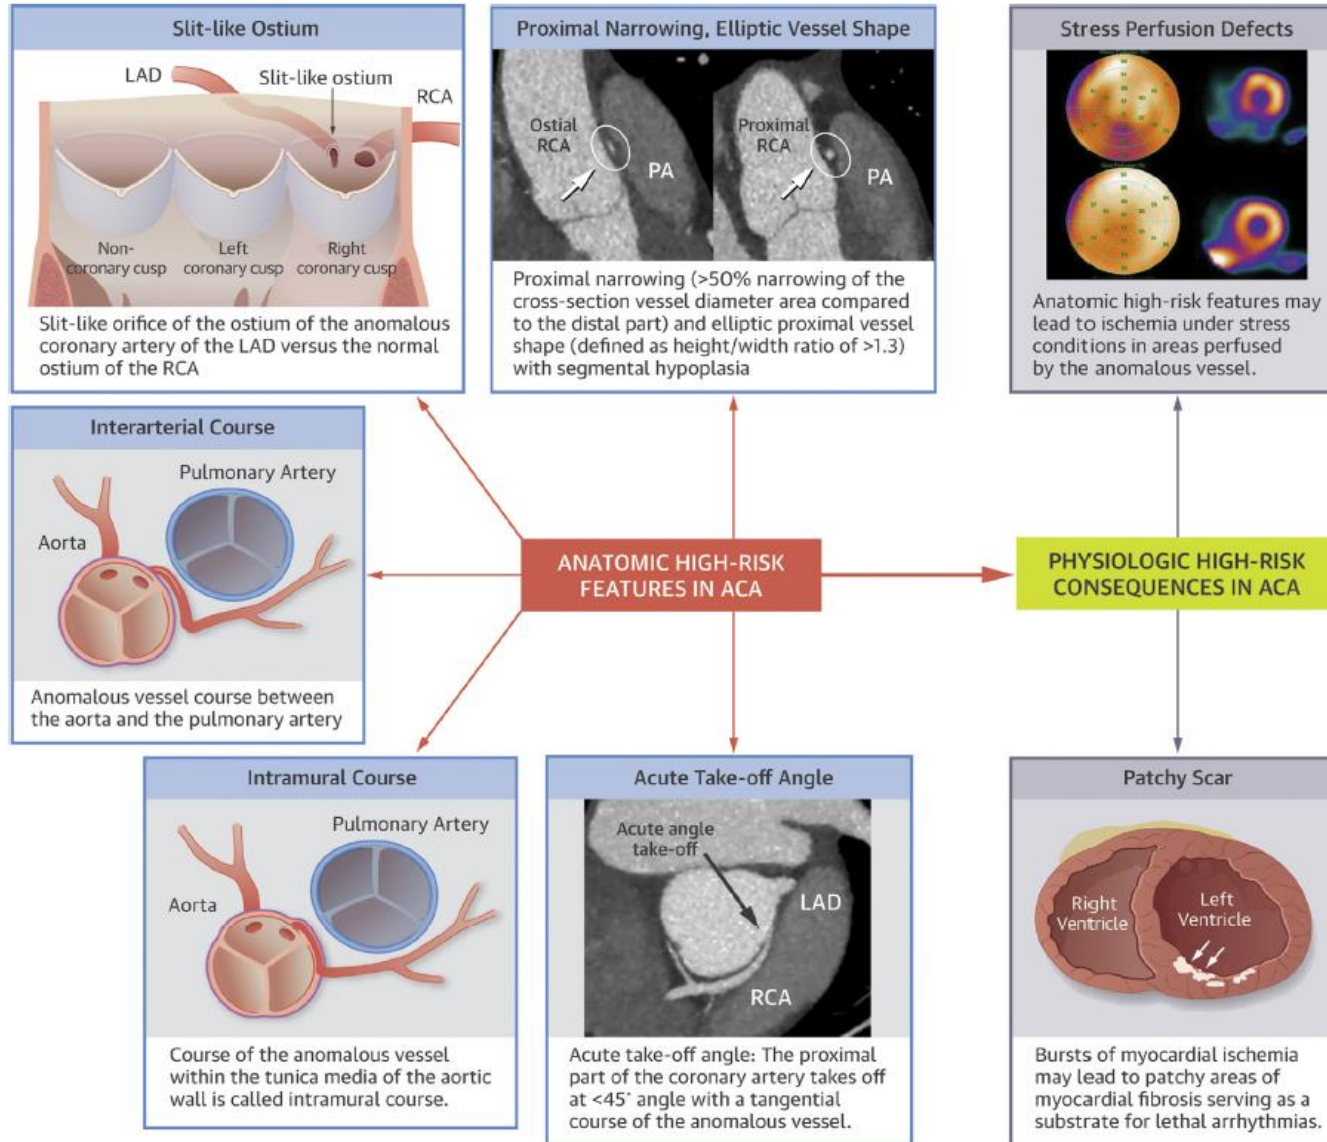 Slit-like Ostium
LAD
Slit-like ostium
RCA
Non-
coronary cusp
Left
coronary cusp
Right
coronary cusp
Slit-like orifice of the ostium of the anomalous
coronary artery of the LAD versus the normal
ostium of the RCA
Proximal Narrowing, Elliptic Vessel Shape
Ostial
RCA
PA
Proximal
RCA
PA
Proximal narrowing (>50% narrowing of the
cross-section vessel diameter area compared
to the distal part) and elliptic proximal vessel
shape (defined as height/width ratio of >1.3)
with segmental hypoplasia
Stress Perfusion Defects
Anatomic high-risk features may
lead to ischemia under stress
conditions in areas perfused
by the anomalous vessel.
Interarterial Course
Pulmonary Artery
Aorta
Anomalous vessel course between
the aorta and the pulmonary artery
ANATOMIC HIGH-RISK
FEATURES IN ACA
PHYSIOLOGIC HIGH-RISK
CONSEQUENCES IN ACA
Intramural Course
Pulmonary Artery
Aorta
Course of the anomalous vessel
within the tunica media of the aortic
wall is called intramural course.
Acute Take-off Angle
Acute angle
take-off
LAD
RCA
Acute take-off angle: The proximal
part of the coronary artery takes off
at <45° angle with a tangential
course of the anomalous vessel.
Patchy Scar
Right
Ventricle
Left
Ventricle
Bursts of myocardial ischemia
may lead to patchy areas of
myocardial fibrosis serving as a
substrate for lethal arrhythmias.